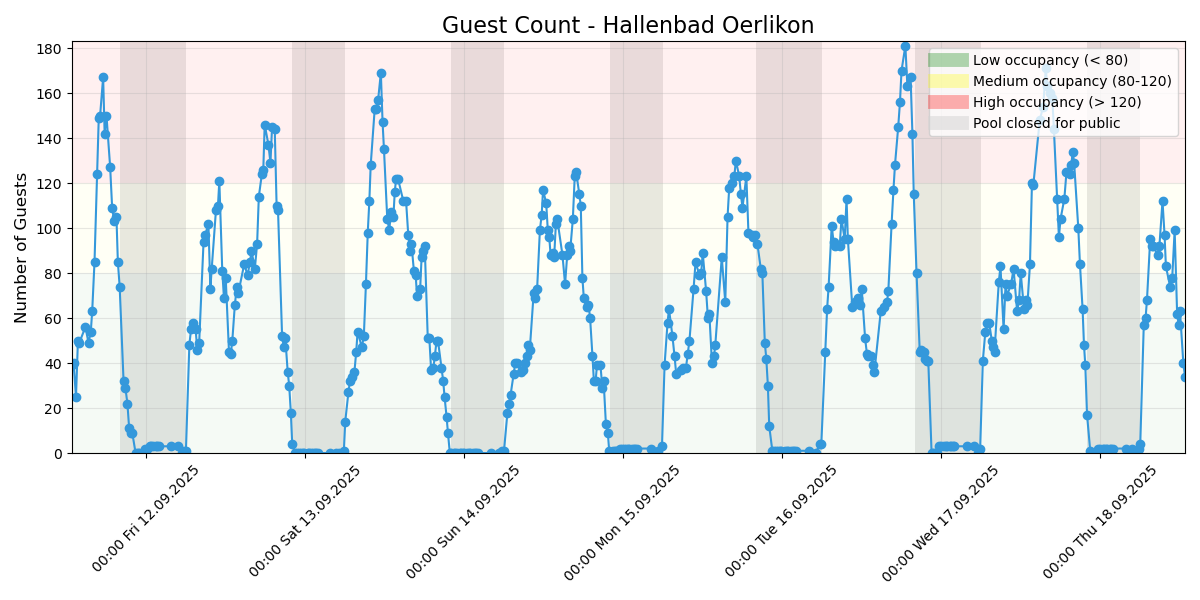 Guest Count - Hallenbad Oerlikon
Number of Guests
180
160
140
120
100
80
60
40
20
0
Low occupancy (< 80)
Medium occupancy (80-120)
High occupancy (> 120)
Pool closed for public
00:00 Fri 12.09.2025
00:00 Sat 13.09.2025
00:00 Sun 14.09.2025
00:00 Mon 15.09.2025
00:00 Tue 16.09.2025
00:00 Wed 17.09.2025
00:00 Thu 18.09.2025